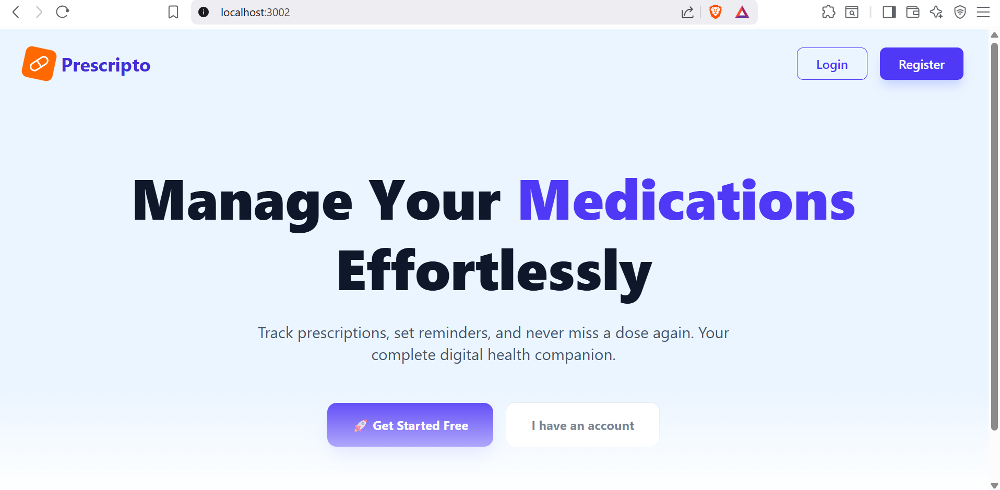 localhost:3002
Prescripto
Login
Register
Manage Your Medications
Effortlessly
Track prescriptions, set reminders, and never miss a dose again. Your
complete digital health companion.
🚀 Get Started Free
I have an account